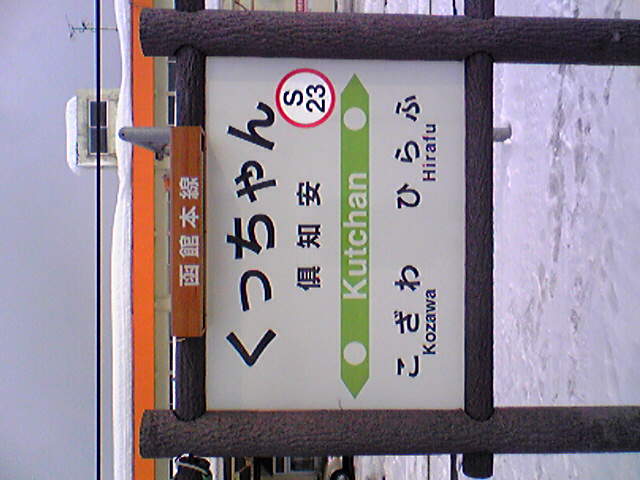 函館本線
S
23
くっちゃん
倶知安
Kutchan
こざわ ひらふ
Kozawa Hirafu